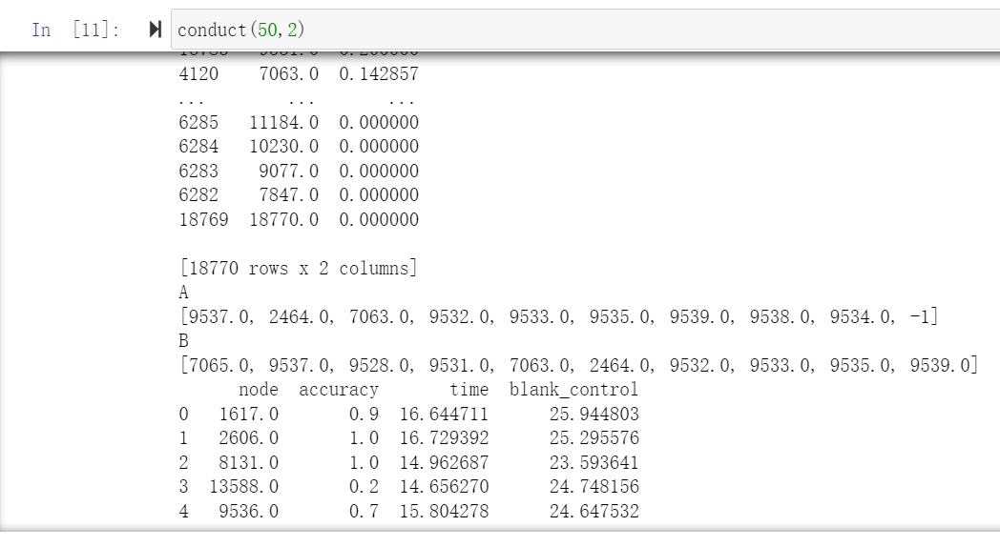 In [11]: conduct(50,2)
4120 7063.0 0.142857
... ... ...
6285 11184.0 0.000000
6284 10230.0 0.000000
6283 9077.0 0.000000
6282 7847.0 0.000000
18769 18770.0 0.000000
[18770 rows x 2 columns]
A
[9537.0, 2464.0, 7063.0, 9532.0, 9533.0, 9535.0, 9539.0, 9538.0, 9534.0, -1]
B
[7065.0, 9537.0, 9528.0, 9531.0, 7063.0, 2464.0, 9532.0, 9533.0, 9535.0, 9539.0]
node accuracy time blank_control
0 1617.0 0.9 16.644711 25.944803
1 2606.0 1.0 16.729392 25.295576
2 8131.0 1.0 14.962687 23.593641
3 13588.0 0.2 14.656270 24.748156
4 9536.0 0.7 15.804278 24.647532